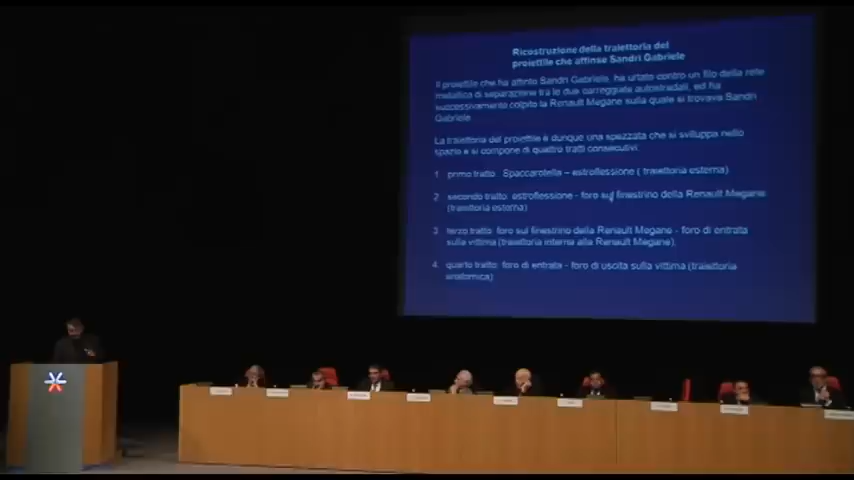 Ricostruzione della traiettoria del
proiettile che affinse Sandri Gabriele
Il proiettile che ha affinto Sandri Gabriele, ha urtato contro un filo della rete
metallica di separazione tra le due carreggiate autostradali, ed ha
successivamente colpito la Renault Megane sulla quale si trovava Sandri
Gabriele
La traiettoria del proiettile è dunque una spezzata che si sviluppa nello
spazio e si compone di quattro tratti consecutivi:
1 primo tratto: Spaccarotella – estroflessione ( traiettoria esterna)
2 secondo tratto: estroflessione - foro sul finestrino della Renault Megane
(traiettoria esterna)
3 terzo tratto: foro sul finestrino della Renault Megane - foro di entrata
sulla vittima (traiettoria interna alla Renault Megane)
4 quarto tratto: foro di entrata - foro di uscita sulla vittima (traiettoria
anatomica)